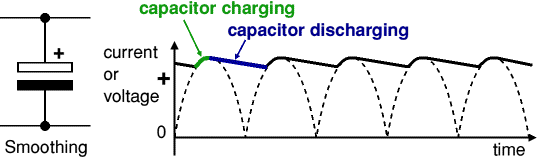 capacitor charging
capacitor discharging
+
current
or
voltage
+
0
Smoothing
time